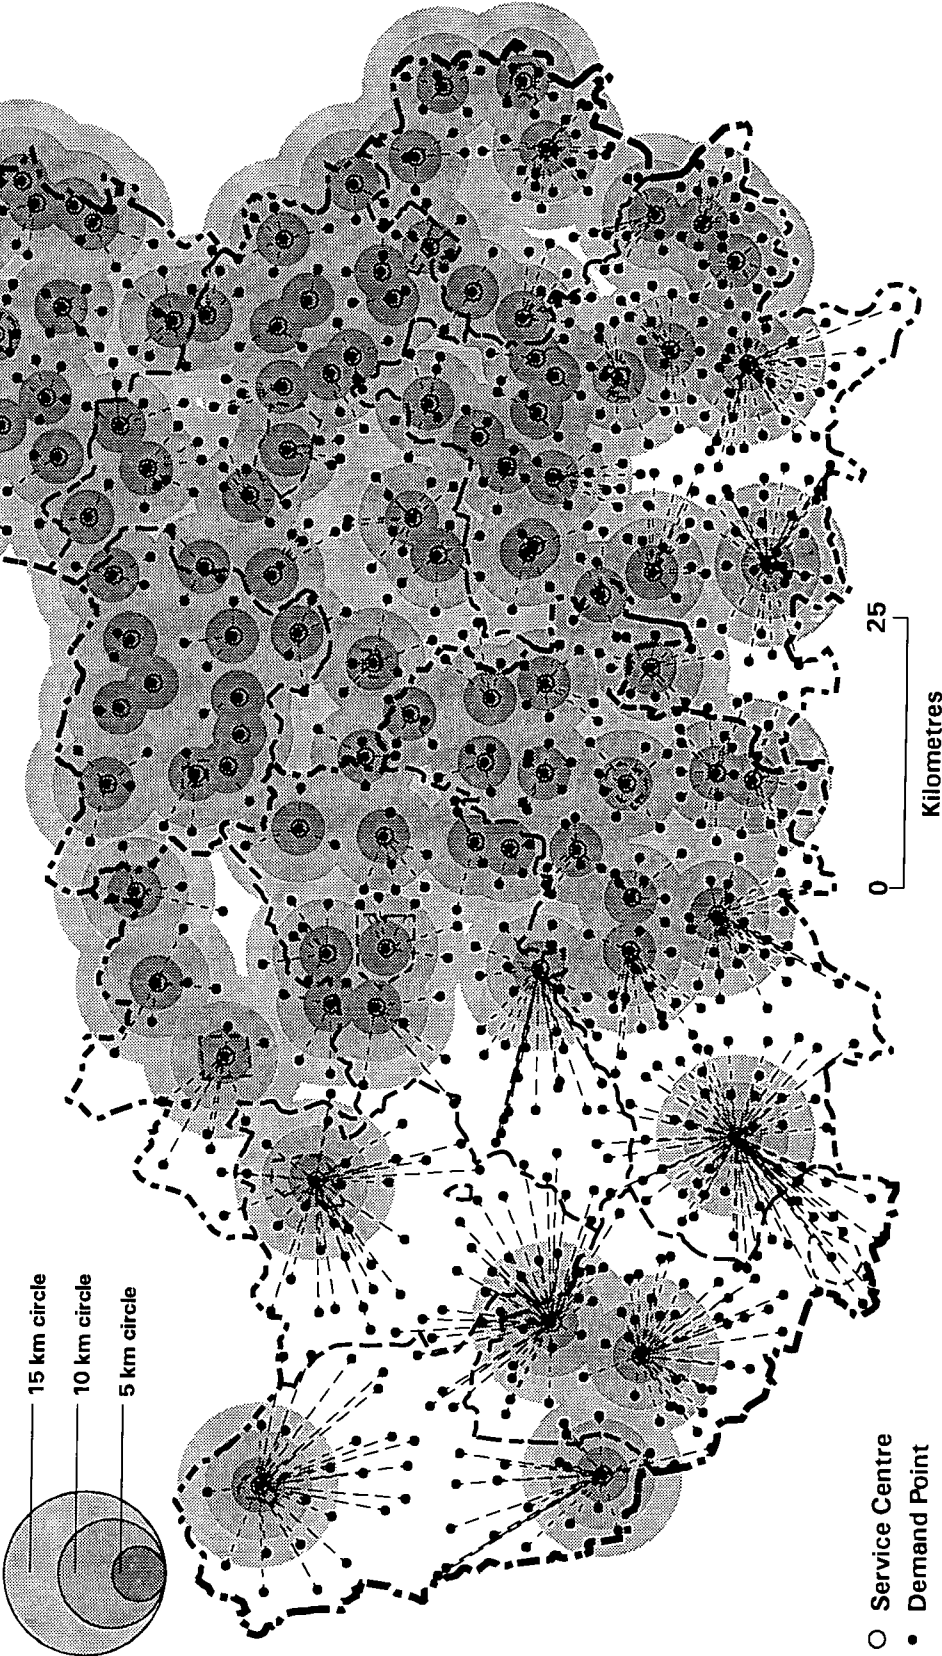 15 km circle
10 km circle
5 km circle
Service Centre
Demand Point
0
25
Kilometres